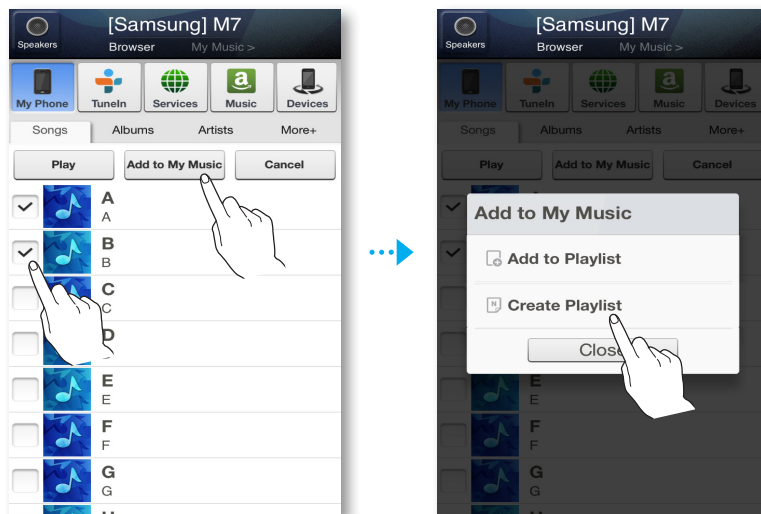 [Samsung] M7
Speakers
Browser My Music >
My Phone TuneIn Services Music Devices
Songs Albums Artists More+
Play Add to My Music Cancel
A
A
B
B
C
C
D
E
E
F
F
G
G
[Samsung] M7
Speakers
Browser My Music >
My Phone TuneIn Services Music Devices
Songs Albums Artists More+
Play Add to My Music Cancel
Add to My Music
Add to Playlist
N Create Playlist
Close
E
E
F
F
G
G